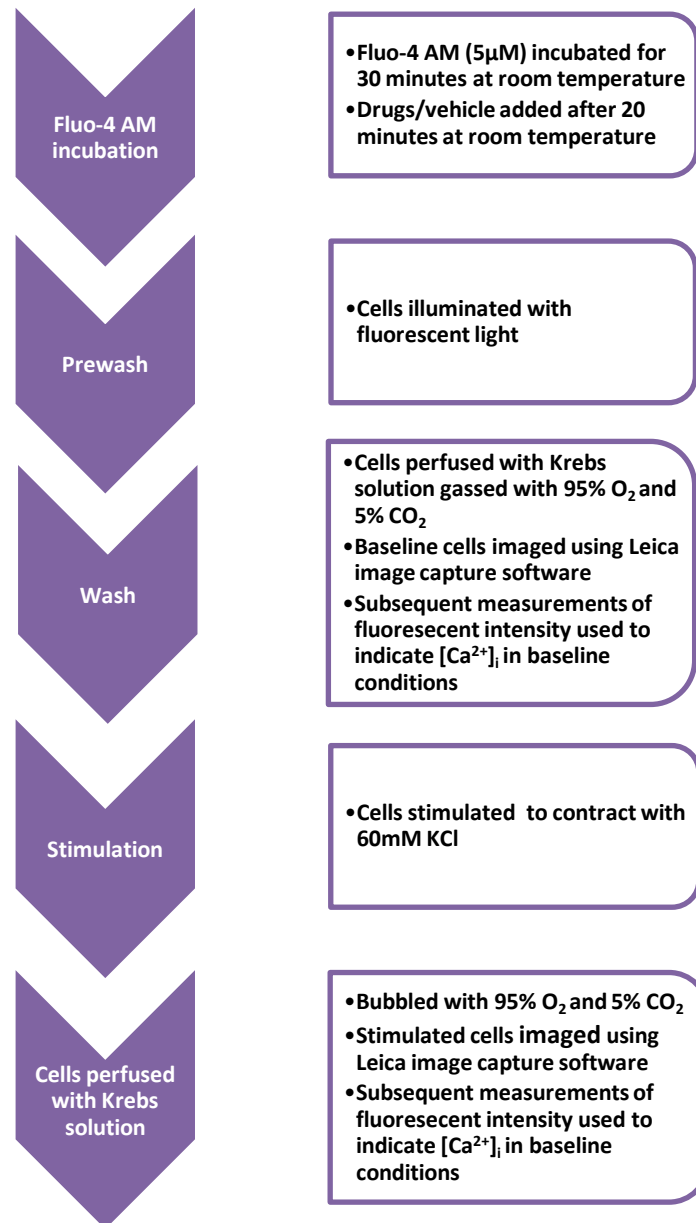 Fluo-4 AM
incubation
•Fluo-4 AM (5µM) incubated for
30 minutes at room temperature
•Drugs/vehicle added after 20
minutes at room temperature
Prewash
•Cells illuminated with
fluorescent light
Wash
•Cells perfused with Krebs
solution gassed with 95% O₂ and
5% CO₂
•Baseline cells imaged using Leica
image capture software
•Subsequent measurements of
fluoresecent intensity used to
indicate [Ca²⁺]ᵢ in baseline
conditions
Stimulation
•Cells stimulated to contract with
60mM KCl
Cells perfused
with Krebs
solution
•Bubbled with 95% O₂ and 5% CO₂
•Stimulated cells imaged using
Leica image capture software
•Subsequent measurements of
fluoresecent intensity used to
indicate [Ca²⁺]ᵢ in baseline
conditions